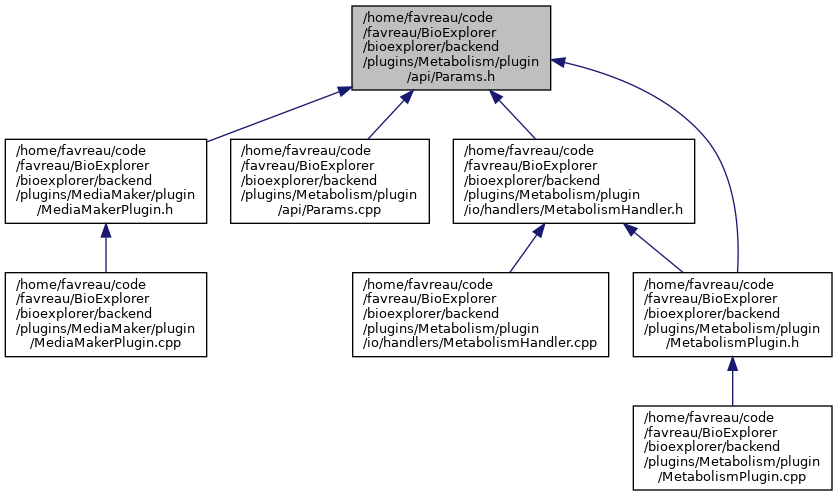 /home/favreau/code
/favreau/BioExplorer
/bioexplorer/backend
/plugins/Metabolism/plugin
/api/Params.h
/home/favreau/code
/favreau/BioExplorer
/bioexplorer/backend
/plugins/MediaMaker/plugin
/MediaMakerPlugin.h
/home/favreau/code
/favreau/BioExplorer
/bioexplorer/backend
/plugins/Metabolism/plugin
/api/Params.cpp
/home/favreau/code
/favreau/BioExplorer
/bioexplorer/backend
/plugins/Metabolism/plugin
/io/handlers/MetabolismHandler.h
/home/favreau/code
/favreau/BioExplorer
/bioexplorer/backend
/plugins/MediaMaker/plugin
/MediaMakerPlugin.cpp
/home/favreau/code
/favreau/BioExplorer
/bioexplorer/backend
/plugins/Metabolism/plugin
/io/handlers/MetabolismHandler.cpp
/home/favreau/code
/favreau/BioExplorer
/bioexplorer/backend
/plugins/Metabolism/plugin
/MetabolismPlugin.h
/home/favreau/code
/favreau/BioExplorer
/bioexplorer/backend
/plugins/Metabolism/plugin
/MetabolismPlugin.cpp